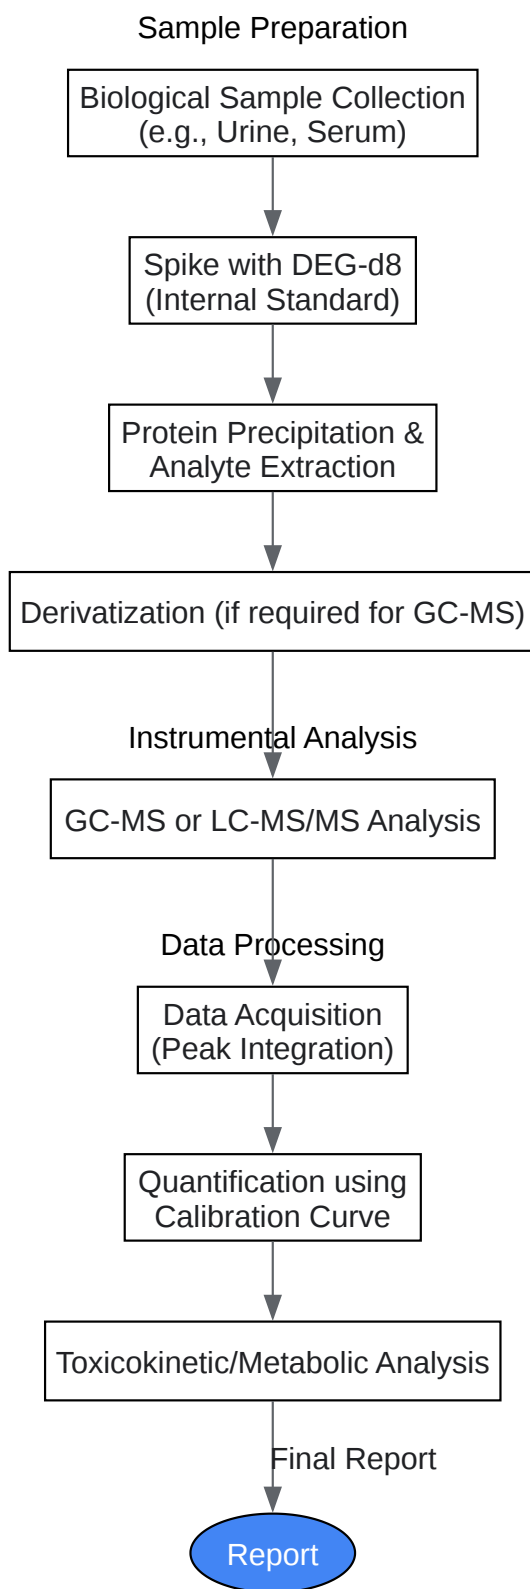 Sample Preparation
Biological Sample Collection
(e.g., Urine, Serum)
Spike with DEG-d8
(Internal Standard)
Protein Precipitation &
Analyte Extraction
Derivatization (if required for GC-MS)
Instrumental Analysis
GC-MS or LC-MS/MS Analysis
Data Processing
Data Acquisition
(Peak Integration)
Quantification using
Calibration Curve
Toxicokinetic/Metabolic Analysis
Final Report
Report